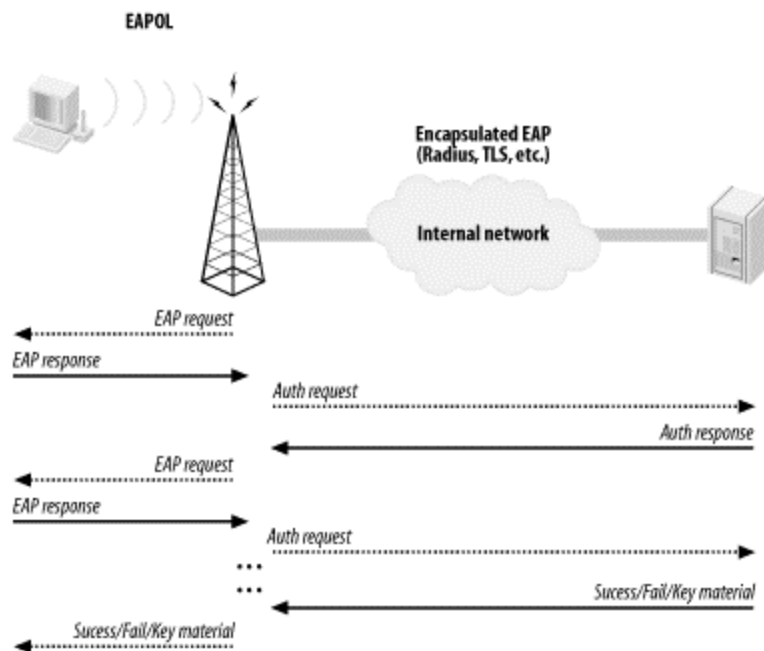 EAPOL
Encapsulated EAP
(Radius, TLS, etc.)
Internal network
EAP request
EAP response
Auth request
Auth response
EAP request
EAP response
Auth request
...
...
Sucess/Fail/Key material
Sucess/Fail/Key material